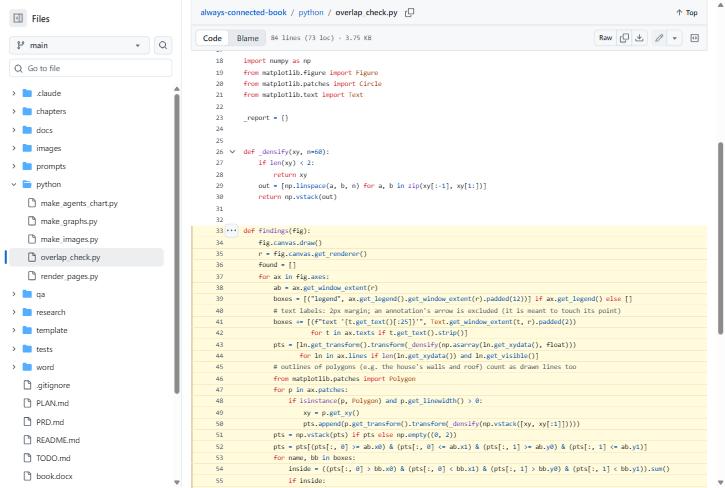 Files
always-connected-book / python / overlap_check.py
Top
main
Go to file
.claude
chapters
docs
images
prompts
python
make_agents_chart.py
make_graphs.py
make_images.py
overlap_check.py
render_pages.py
qa
research
template
tests
word
.gitignore
PLAN.md
PRD.md
README.md
TODO.md
book.docx
Code
Blame
84 lines (73 loc) · 3.75 KB
Raw
18 import numpy as np
19 from matplotlib.figure import Figure
20 from matplotlib.patches import Circle
21 from matplotlib.text import Text
22
23 _report = []
24
25
26 def _densify(xy, n=60):
27 if len(xy) < 2:
28 return xy
29 out = [np.linspace(a, b, n) for a, b in zip(xy[:-1], xy[1:])]
30 return np.vstack(out)
31
32
33 def findings(fig):
34 fig.canvas.draw()
35 r = fig.canvas.get_renderer()
36 found = []
37 for ax in fig.axes:
38 ab = ax.get_window_extent(r)
39 boxes = [("legend", ax.get_legend().get_window_extent(r).padded(12))] if ax.get_legend() else []
40 # text labels: 2px margin; an annotation's arrow is excluded (it is meant to touch its point)
41 boxes += [(f"text '{t.get_text()[:25]}'", Text.get_window_extent(t, r).padded(2))
42 for t in ax.texts if t.get_text().strip()]
43 pts = [ln.get_transform().transform(_densify(np.asarray(ln.get_xydata(), float)))
44 for ln in ax.lines if len(ln.get_xydata()) and ln.get_visible()]
45 # outlines of polygons (e.g. the house's walls and roof) count as drawn lines too
46 from matplotlib.patches import Polygon
47 for p in ax.patches:
48 if isinstance(p, Polygon) and p.get_linewidth() > 0:
49 xy = p.get_xy()
50 pts.append(p.get_transform().transform(_densify(np.vstack([xy, xy[:1]]))))
51 pts = np.vstack(pts) if pts else np.empty((0, 2))
52 pts = pts[(pts[:, 0] >= ab.x0) & (pts[:, 0] <= ab.x1) & (pts[:, 1] >= ab.y0) & (pts[:, 1] <= ab.y1)]
53 for name, bb in boxes:
54 inside = ((pts[:, 0] > bb.x0) & (pts[:, 0] < bb.x1) & (pts[:, 1] > bb.y0) & (pts[:, 1] < bb.y1)).sum()
55 if inside: